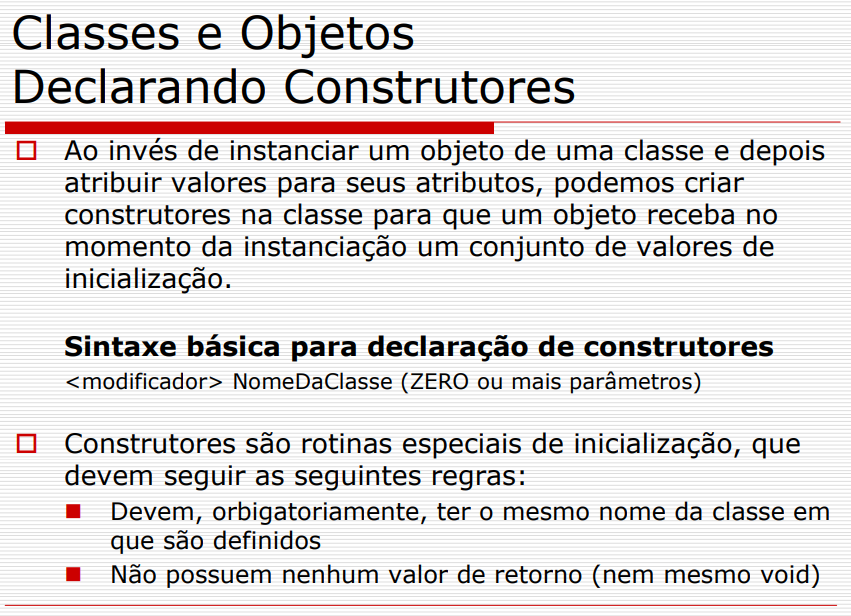 Classes e Objetos
Declarando Construtores
Ao invés de instanciar um objeto de uma classe e depois
atribuir valores para seus atributos, podemos criar
construtores na classe para que um objeto receba no
momento da instanciação um conjunto de valores de
inicialização.
Sintaxe básica para declaração de construtores
<modificador> NomeDaClasse (ZERO ou mais parâmetros)
Construtores são rotinas especiais de inicialização, que
devem seguir as seguintes regras:
Devem, orbigatoriamente, ter o mesmo nome da classe em
que são definidos
Não possuem nenhum valor de retorno (nem mesmo void)